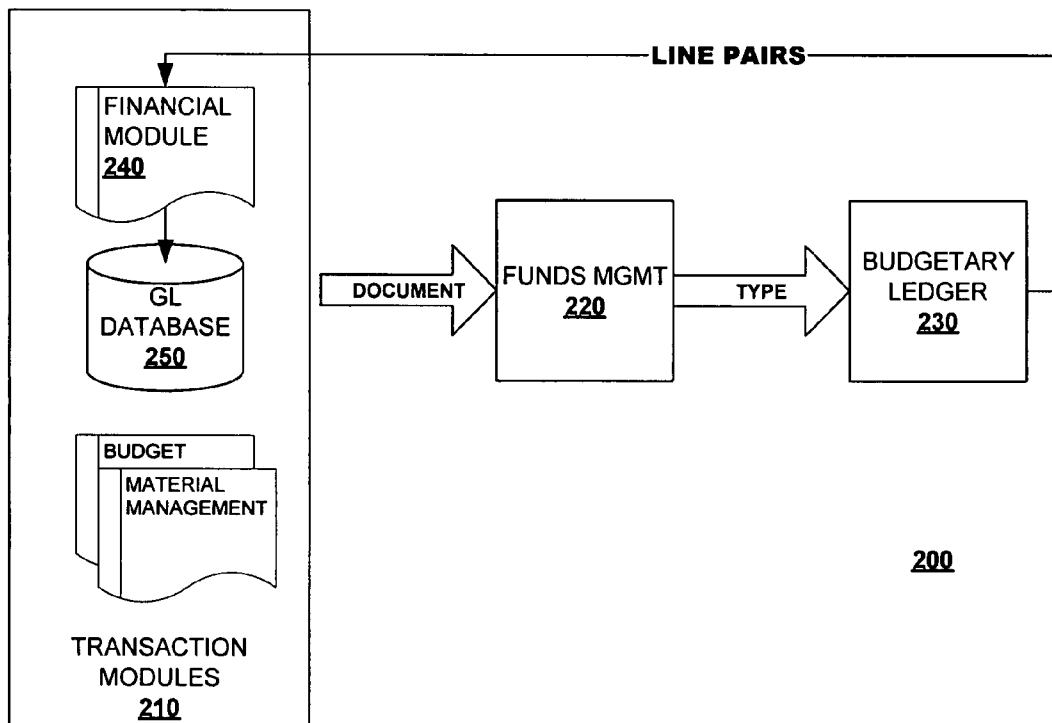 LINE PAIRS
FINANCIAL
MODULE
240
GL
DATABASE
250
DOCUMENT
FUNDS MGMT
220
TYPE
BUDGETARY
LEDGER
230
BUDGET
MATERIAL
MANAGEMENT
200
TRANSACTION
MODULES
210